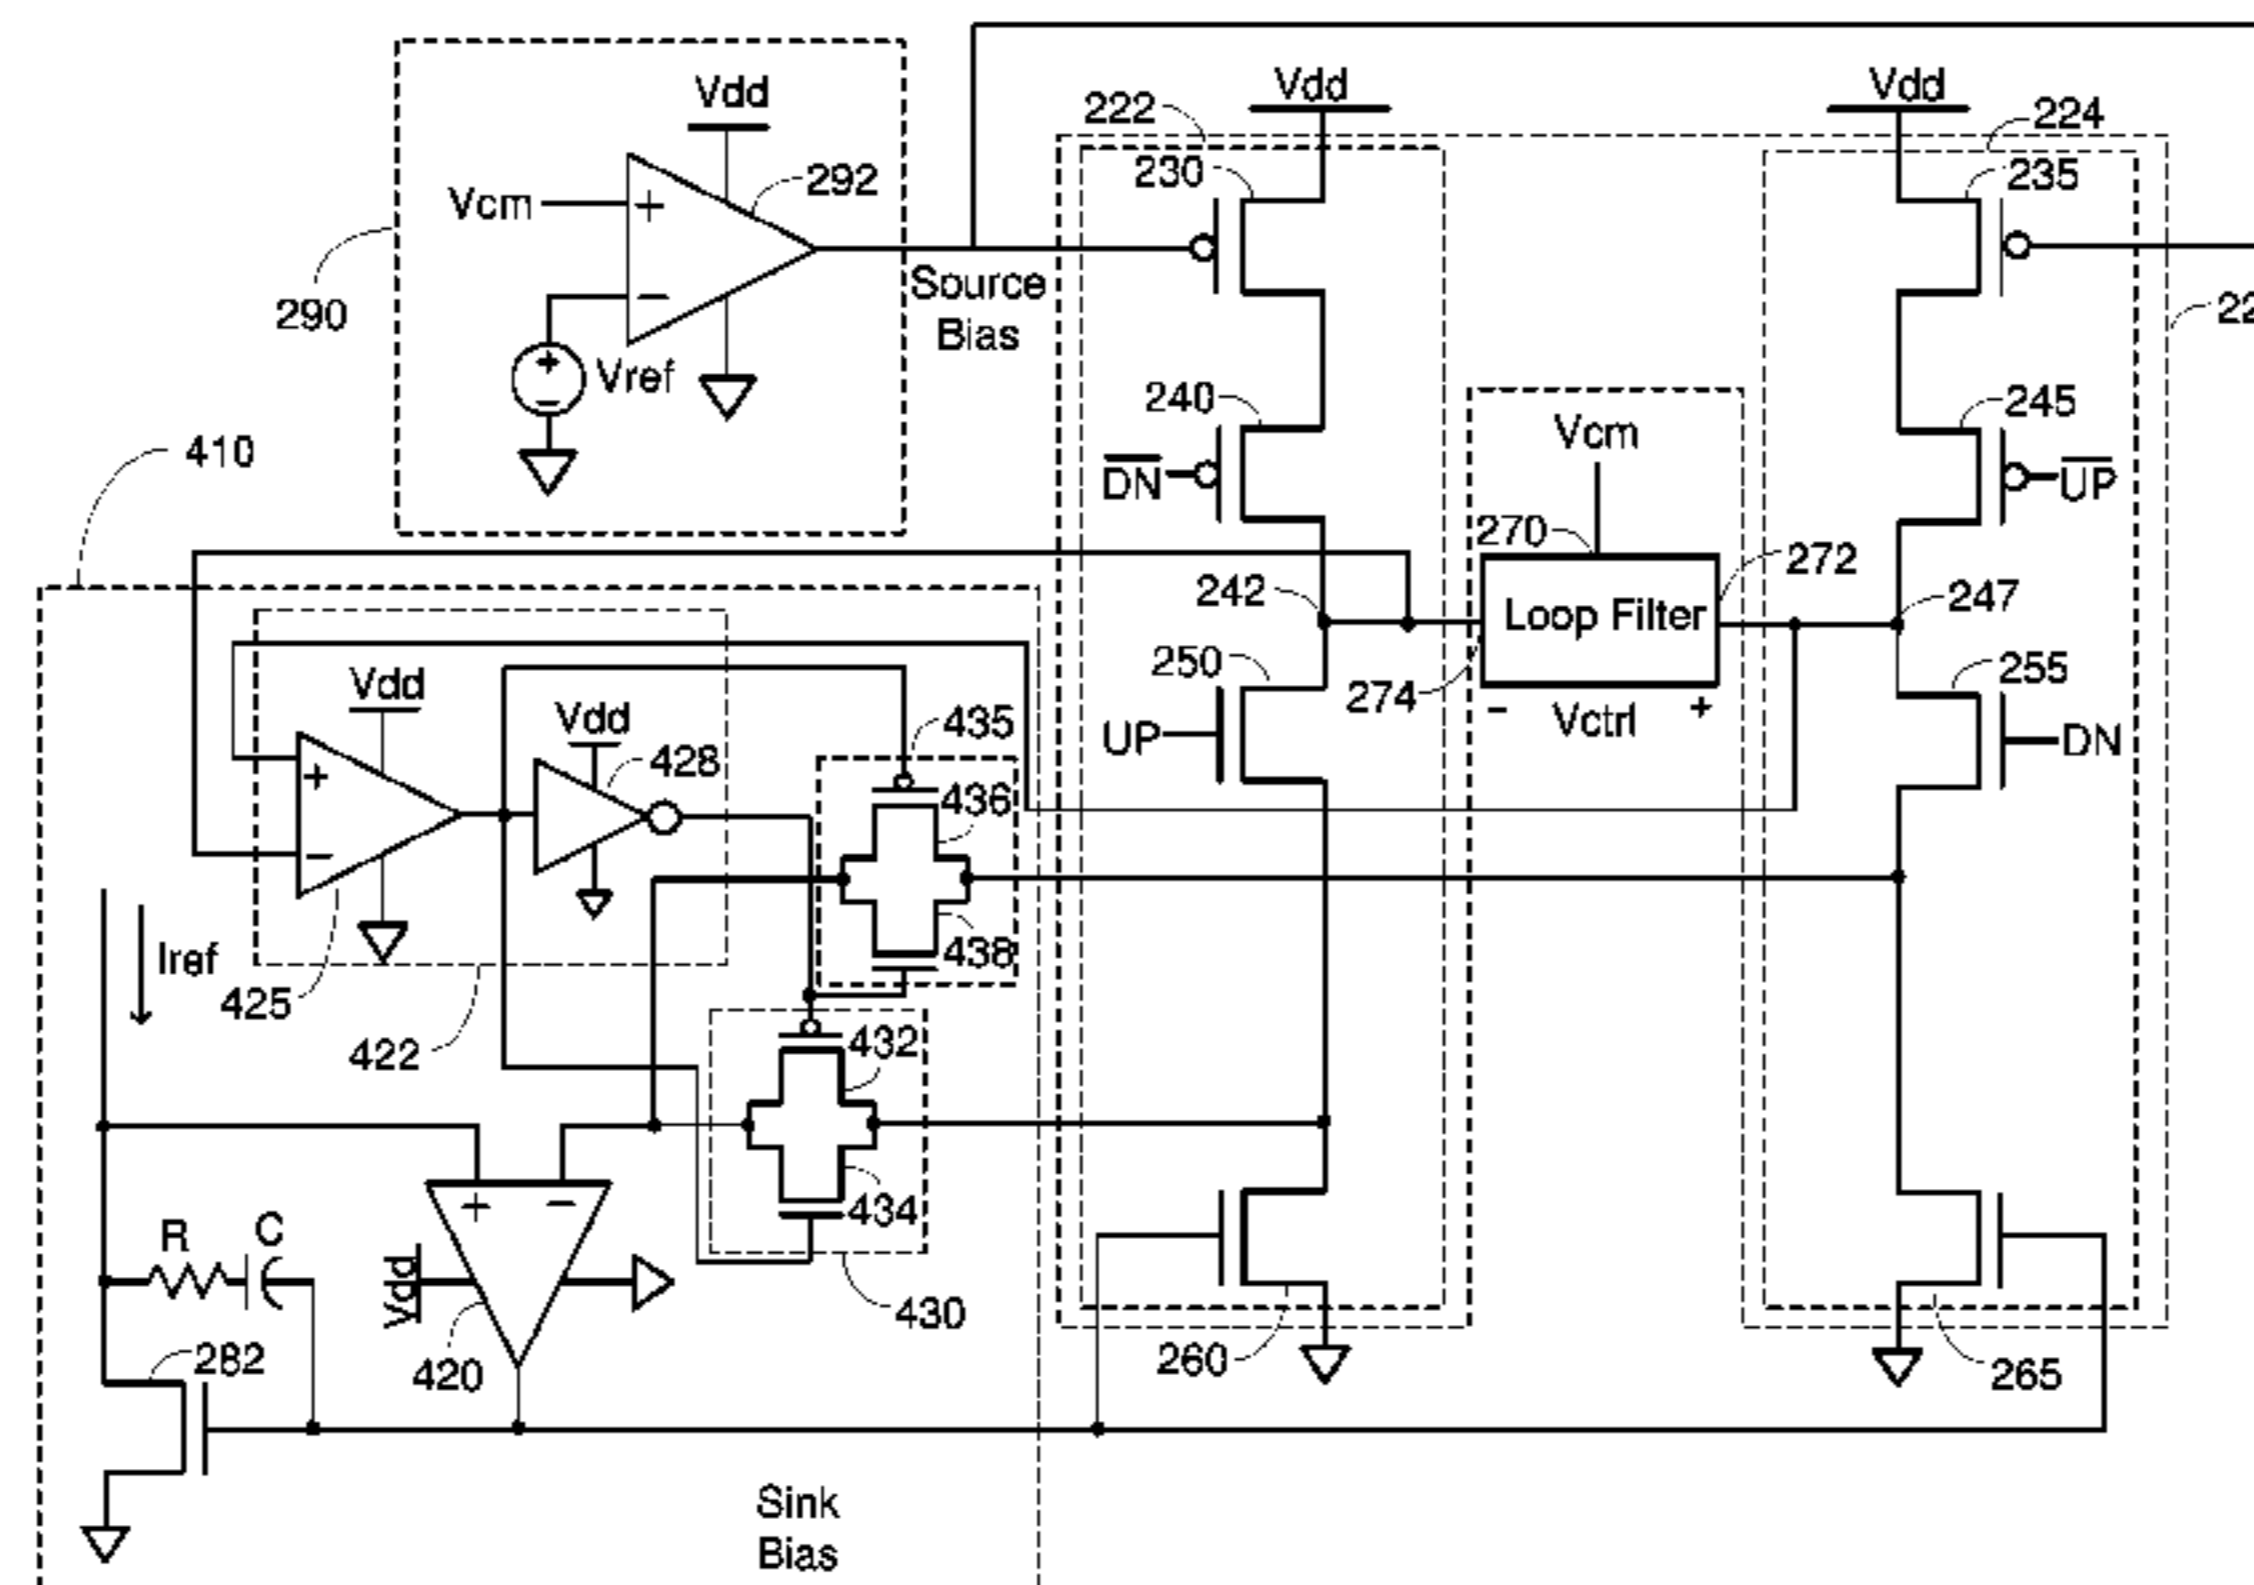 Vdd
Vdd
Vdd
222
224
230
235
292
Vcm
+
−
290
Source
Bias
22
+
−
Vref
240
245
410
Vcm
DN
UP
270
272
242
Loop Filter
247
250
255
Vdd
274
−
Vctrl
+
Vdd
435
428
UP
DN
+
436
−
438
Iref
425
422
432
434
R
C
+
−
Vdd
430
420
282
260
265
Sink
Bias